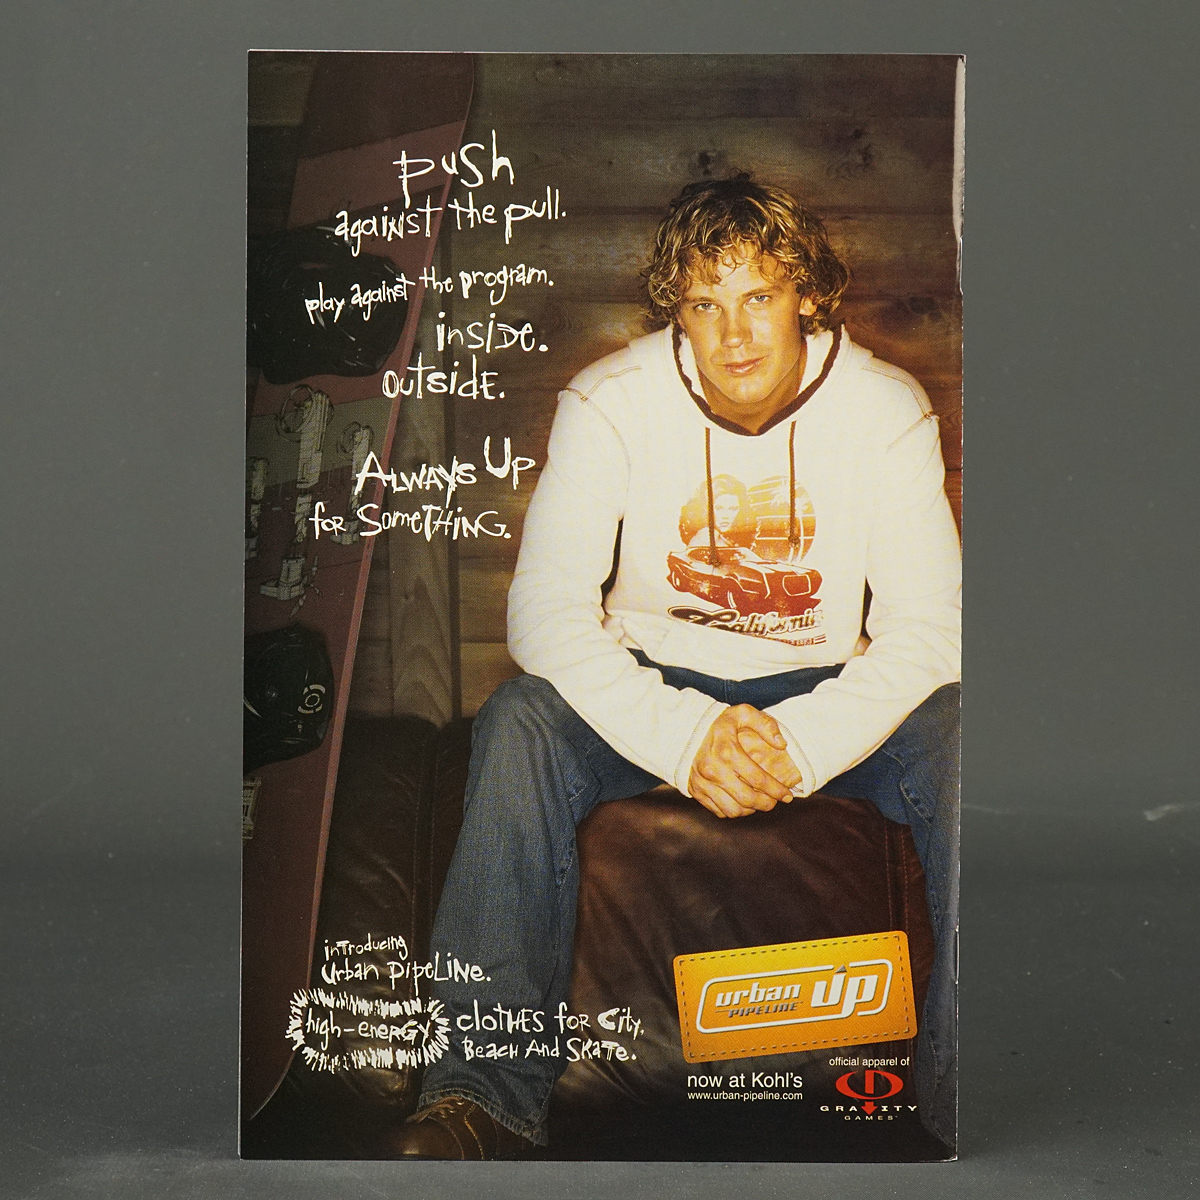 push
against the pull.
play against the program.
inside.
outside.
Always Up
for Something.
introducing
urban pipeline.
high-energy clothes for City,
Beach And Skate.
urban UP
PIPELINE
now at Kohl's
www.urban-pipeline.com
official apparel of
GRAVITY
GAMES
California